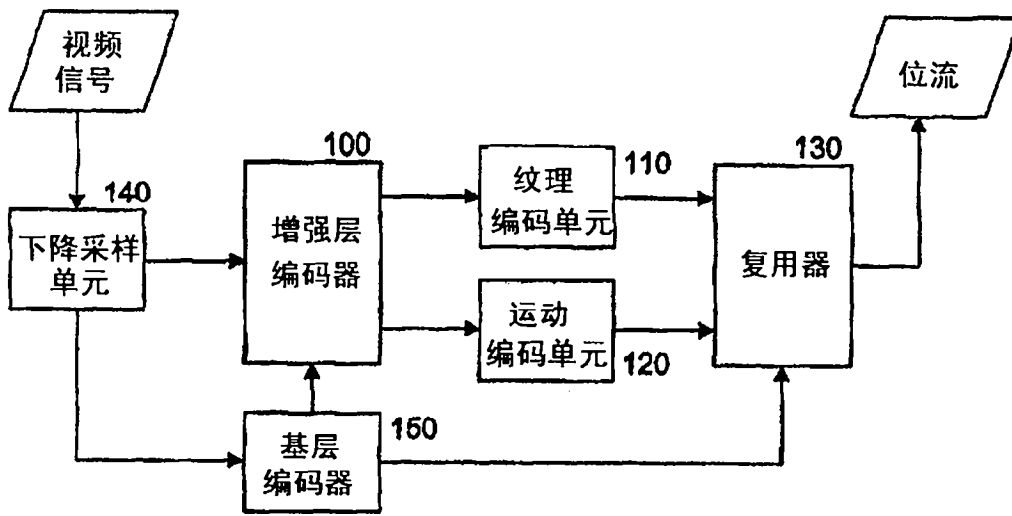 视频
信号
位流
140
下降采样
单元
100
增强层
编码器
110
纹理
编码单元
运动
编码单元
120
130
复用器
150
基层
编码器